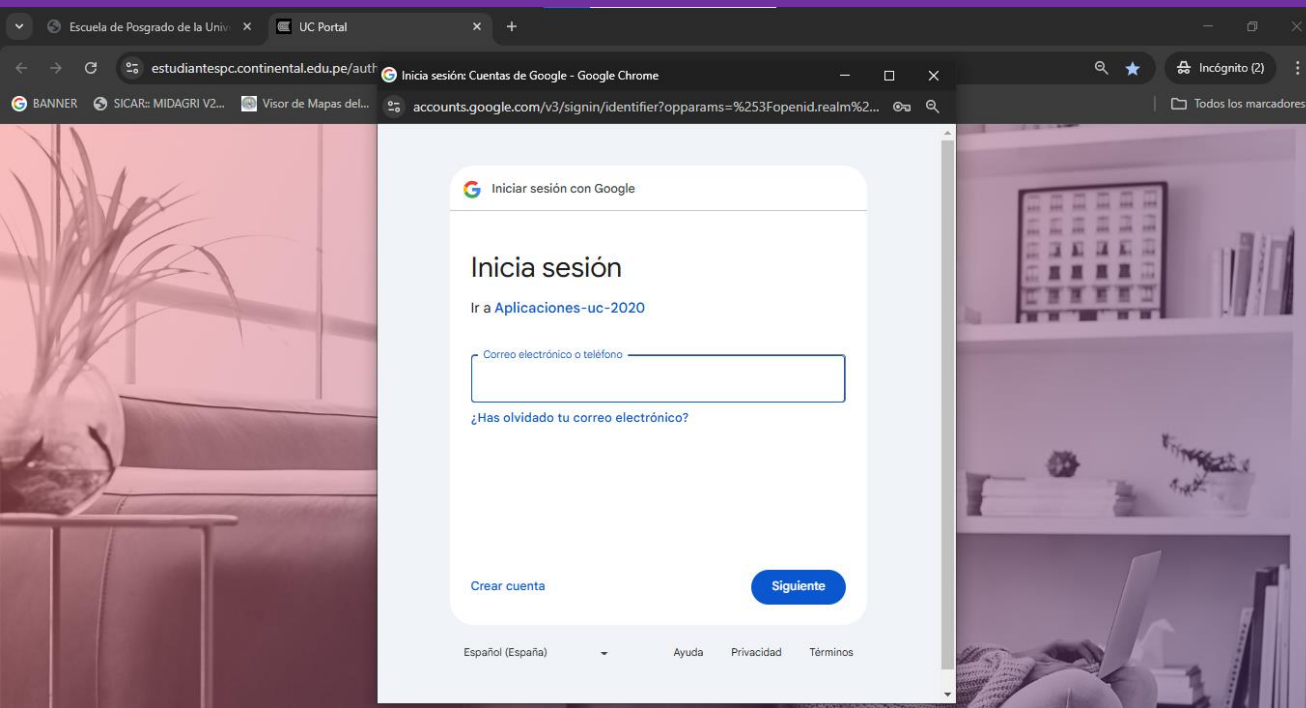 Escuela de Posgrado de la Univ
UC Portal
estudiantespc.continental.edu.pe/auth
Incógnito (2)
BANNER
SICAR:: MIDAGRI V2...
Visor de Mapas del...
Todos los marcadores
Inicia sesión: Cuentas de Google - Google Chrome
accounts.google.com/v3/signin/identifier?opparams=%253Fopenid.realm%2...
Iniciar sesión con Google
Inicia sesión
Ir a Aplicaciones-uc-2020
Correo electrónico o teléfono
¿Has olvidado tu correo electrónico?
Crear cuenta
Siguiente
Español (España)
Ayuda
Privacidad
Términos